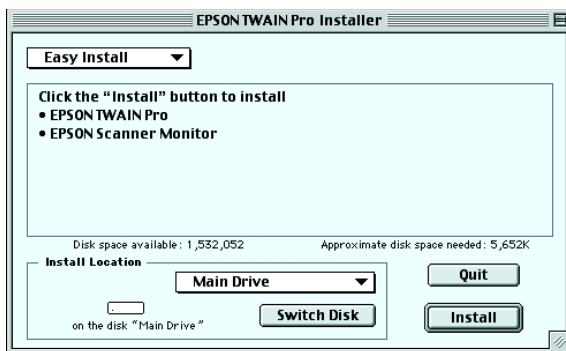 EPSON TWAIN Pro Installer
Easy Install
Click the “Install” button to install
• EPSON TWAIN Pro
• EPSON Scanner Monitor
Disk space available: 1,532,052
Approximate disk space needed: 5,652K
Install Location
Main Drive
Quit
on the disk “Main Drive”
Switch Disk
Install